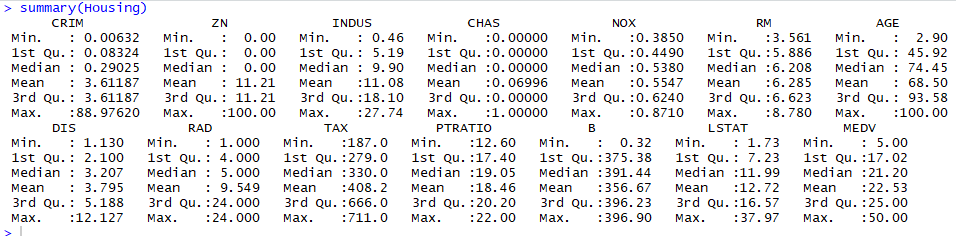 > summary(Housing)
CRIM ZN INDUS CHAS NOX RM AGE
Min. : 0.00632 Min. : 0.00 Min. : 0.46 Min. :0.00000 Min. :0.3850 Min. :3.561 Min. : 2.90
1st Qu.: 0.08324 1st Qu.: 0.00 1st Qu.: 5.19 1st Qu.:0.00000 1st Qu.:0.4490 1st Qu.:5.886 1st Qu.: 45.92
Median : 0.29025 Median : 0.00 Median : 9.90 Median :0.00000 Median :0.5380 Median :6.208 Median : 74.45
Mean : 3.61187 Mean : 11.21 Mean :11.08 Mean :0.06996 Mean :0.5547 Mean :6.285 Mean : 68.50
3rd Qu.: 3.61187 3rd Qu.: 11.21 3rd Qu.:18.10 3rd Qu.:0.00000 3rd Qu.:0.6240 3rd Qu.:6.623 3rd Qu.: 93.58
Max. :88.97620 Max. :100.00 Max. :27.74 Max. :1.00000 Max. :0.8710 Max. :8.780 Max. :100.00
DIS RAD TAX PTRATIO B LSTAT MEDV
Min. : 1.130 Min. : 1.000 Min. :187.0 Min. :12.60 Min. : 0.32 Min. : 1.73 Min. : 5.00
1st Qu.: 2.100 1st Qu.: 4.000 1st Qu.:279.0 1st Qu.:17.40 1st Qu.:375.38 1st Qu.: 7.23 1st Qu.:17.02
Median : 3.207 Median : 5.000 Median :330.0 Median :19.05 Median :391.44 Median :11.99 Median :21.20
Mean : 3.795 Mean : 9.549 Mean :408.2 Mean :18.46 Mean :356.67 Mean :12.72 Mean :22.53
3rd Qu.: 5.188 3rd Qu.:24.000 3rd Qu.:666.0 3rd Qu.:20.20 3rd Qu.:396.23 3rd Qu.:16.57 3rd Qu.:25.00
Max. :12.127 Max. :24.000 Max. :711.0 Max. :22.00 Max. :396.90 Max. :37.97 Max. :50.00
>